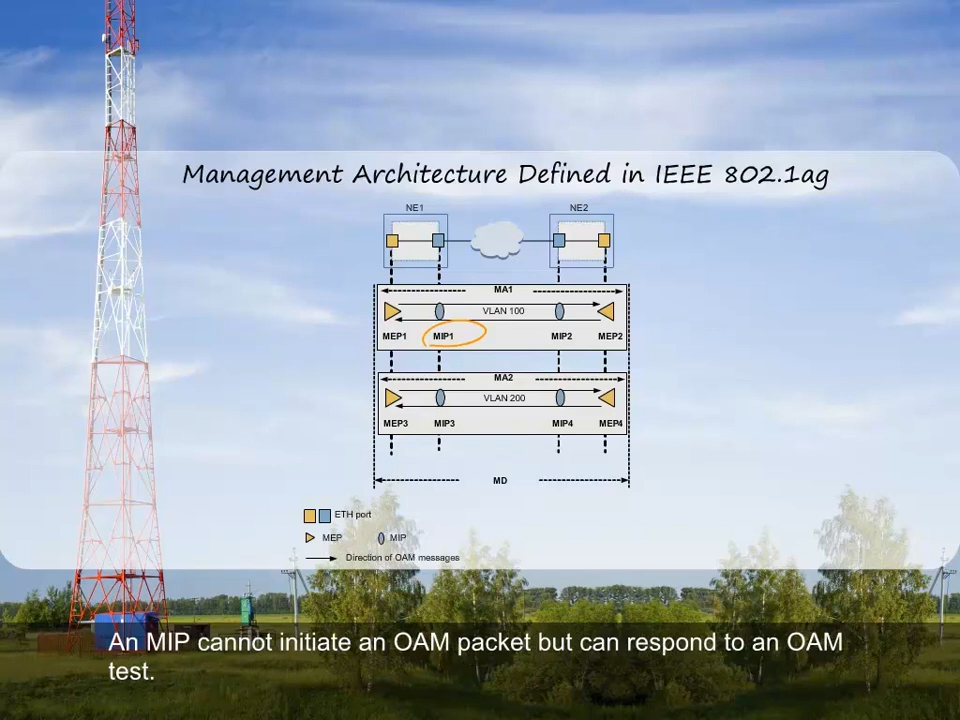 Management Architecture Defined in IEEE 802.1ag
NE1 NE2
MA1
VLAN 100
MEP1 MIP1 MIP2 MEP2
MA2
VLAN 200
MEP3 MIP3 MIP4 MEP4
MD
ETH port
MEP MIP
Direction of OAM messages
An MIP cannot initiate an OAM packet but can respond to an OAM
test.